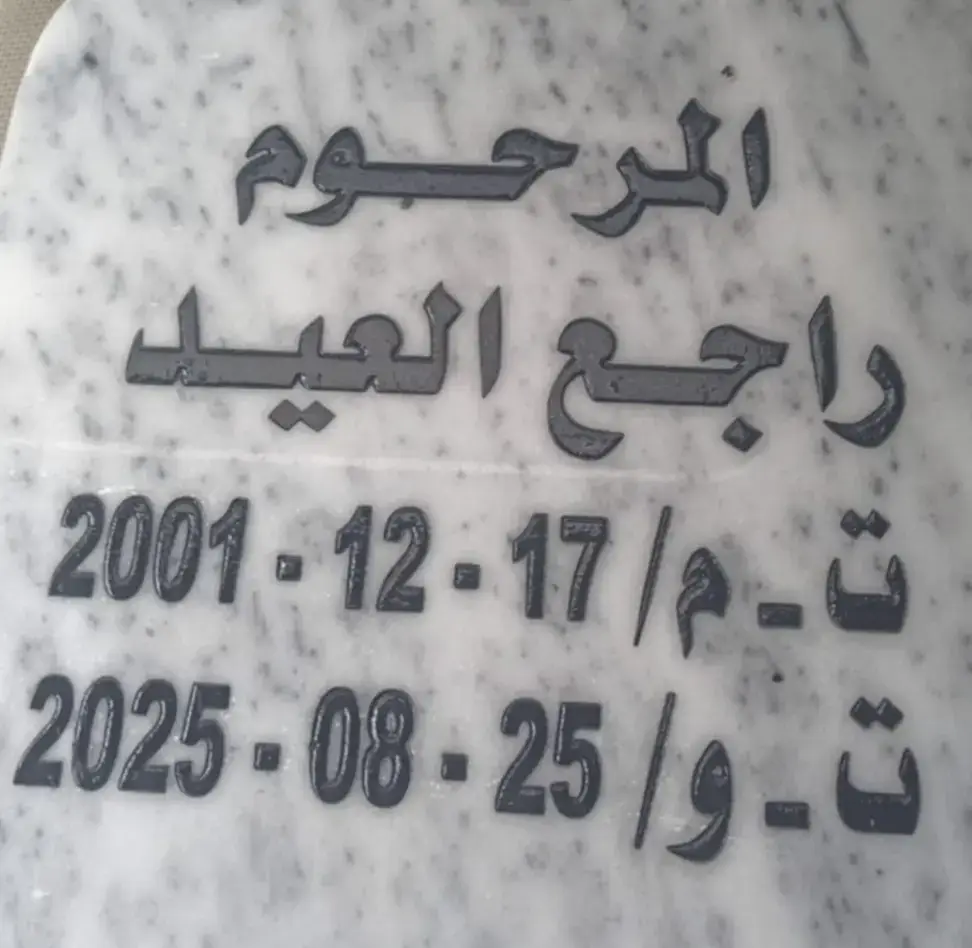 المرحوم
راجع العيد
ت - م / 17 . 12 . 2001
ت - و / 25 . 08 . 2025